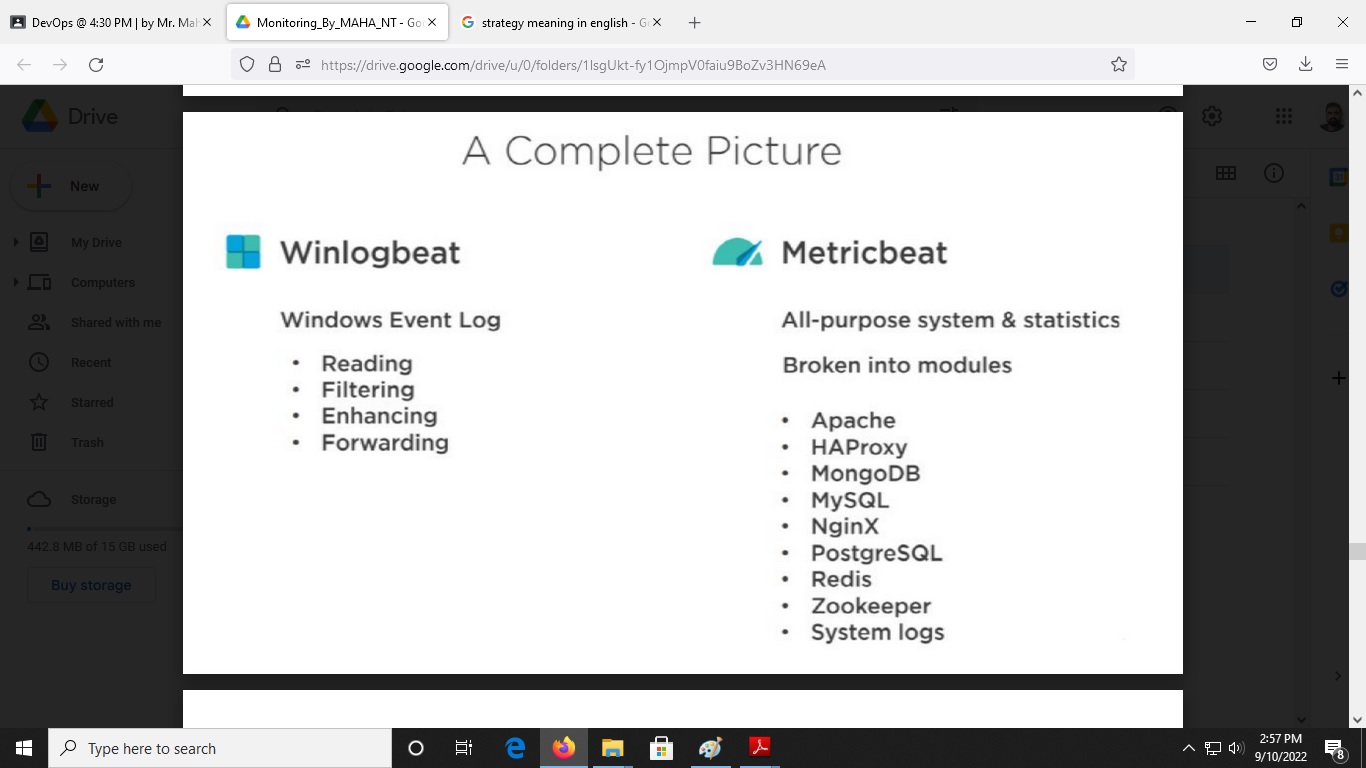 DevOps @ 4:30 PM | by Mr. Mah
Monitoring_By_MAHA_NT - Goo
strategy meaning in english - Go
https://drive.google.com/drive/u/0/folders/1lsgUkt-fy1OjmpV0faiu9BoZv3HN69eA
Drive
New
My Drive
Computers
Shared with me
Recent
Starred
Trash
Storage
442.8 MB of 15 GB used
Buy storage
A Complete Picture
Winlogbeat
Windows Event Log
• Reading
• Filtering
• Enhancing
• Forwarding
Metricbeat
All-purpose system & statistics
Broken into modules
• Apache
• HAProxy
• MongoDB
• MySQL
• NginX
• PostgreSQL
• Redis
• Zookeeper
• System logs
Type here to search
2:57 PM
9/10/2022
8